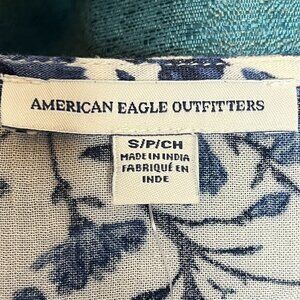 AMERICAN EAGLE OUTFITTERS
S/P/CH
MADE IN INDIA
FABRIQUÉ EN
INDE